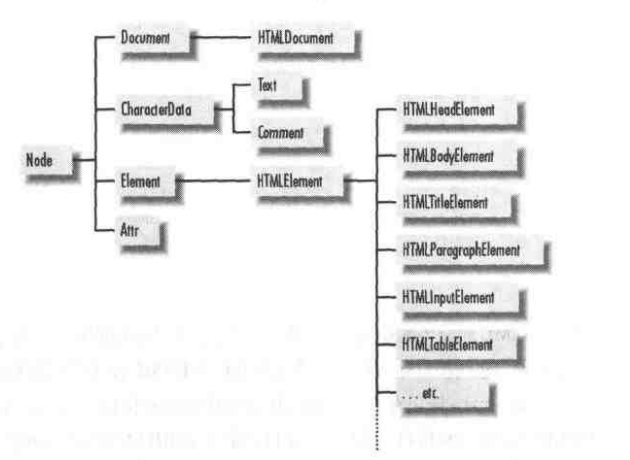 Node
Document
HTMLDocument
CharacterData
Text
Comment
Element
HTMLElement
Attr
HTMLHeadElement
HTMLBodyElement
HTMLTitleElement
HTMLParagraphElement
HTMLInputElement
HTMLTableElement
. . . etc.